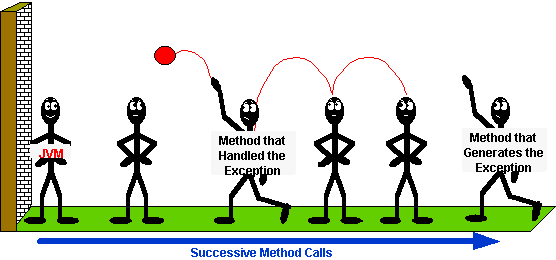 JVM
Method that
Handled the
Exception
Method that
Generates the
Exception
Successive Method Calls